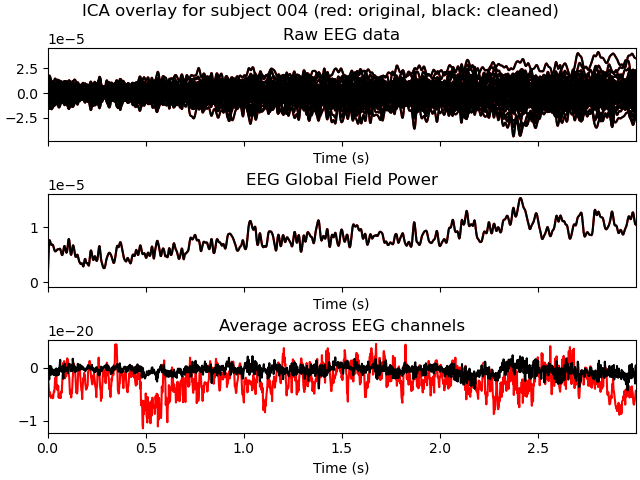 ICA overlay for subject 004 (red: original, black: cleaned)
Raw EEG data
1e−5
2.5
0.0
−2.5
Time (s)
EEG Global Field Power
1e−5
1
0
Time (s)
Average across EEG channels
1e−20
0
−1
0.0 0.5 1.0 1.5 2.0 2.5
Time (s)